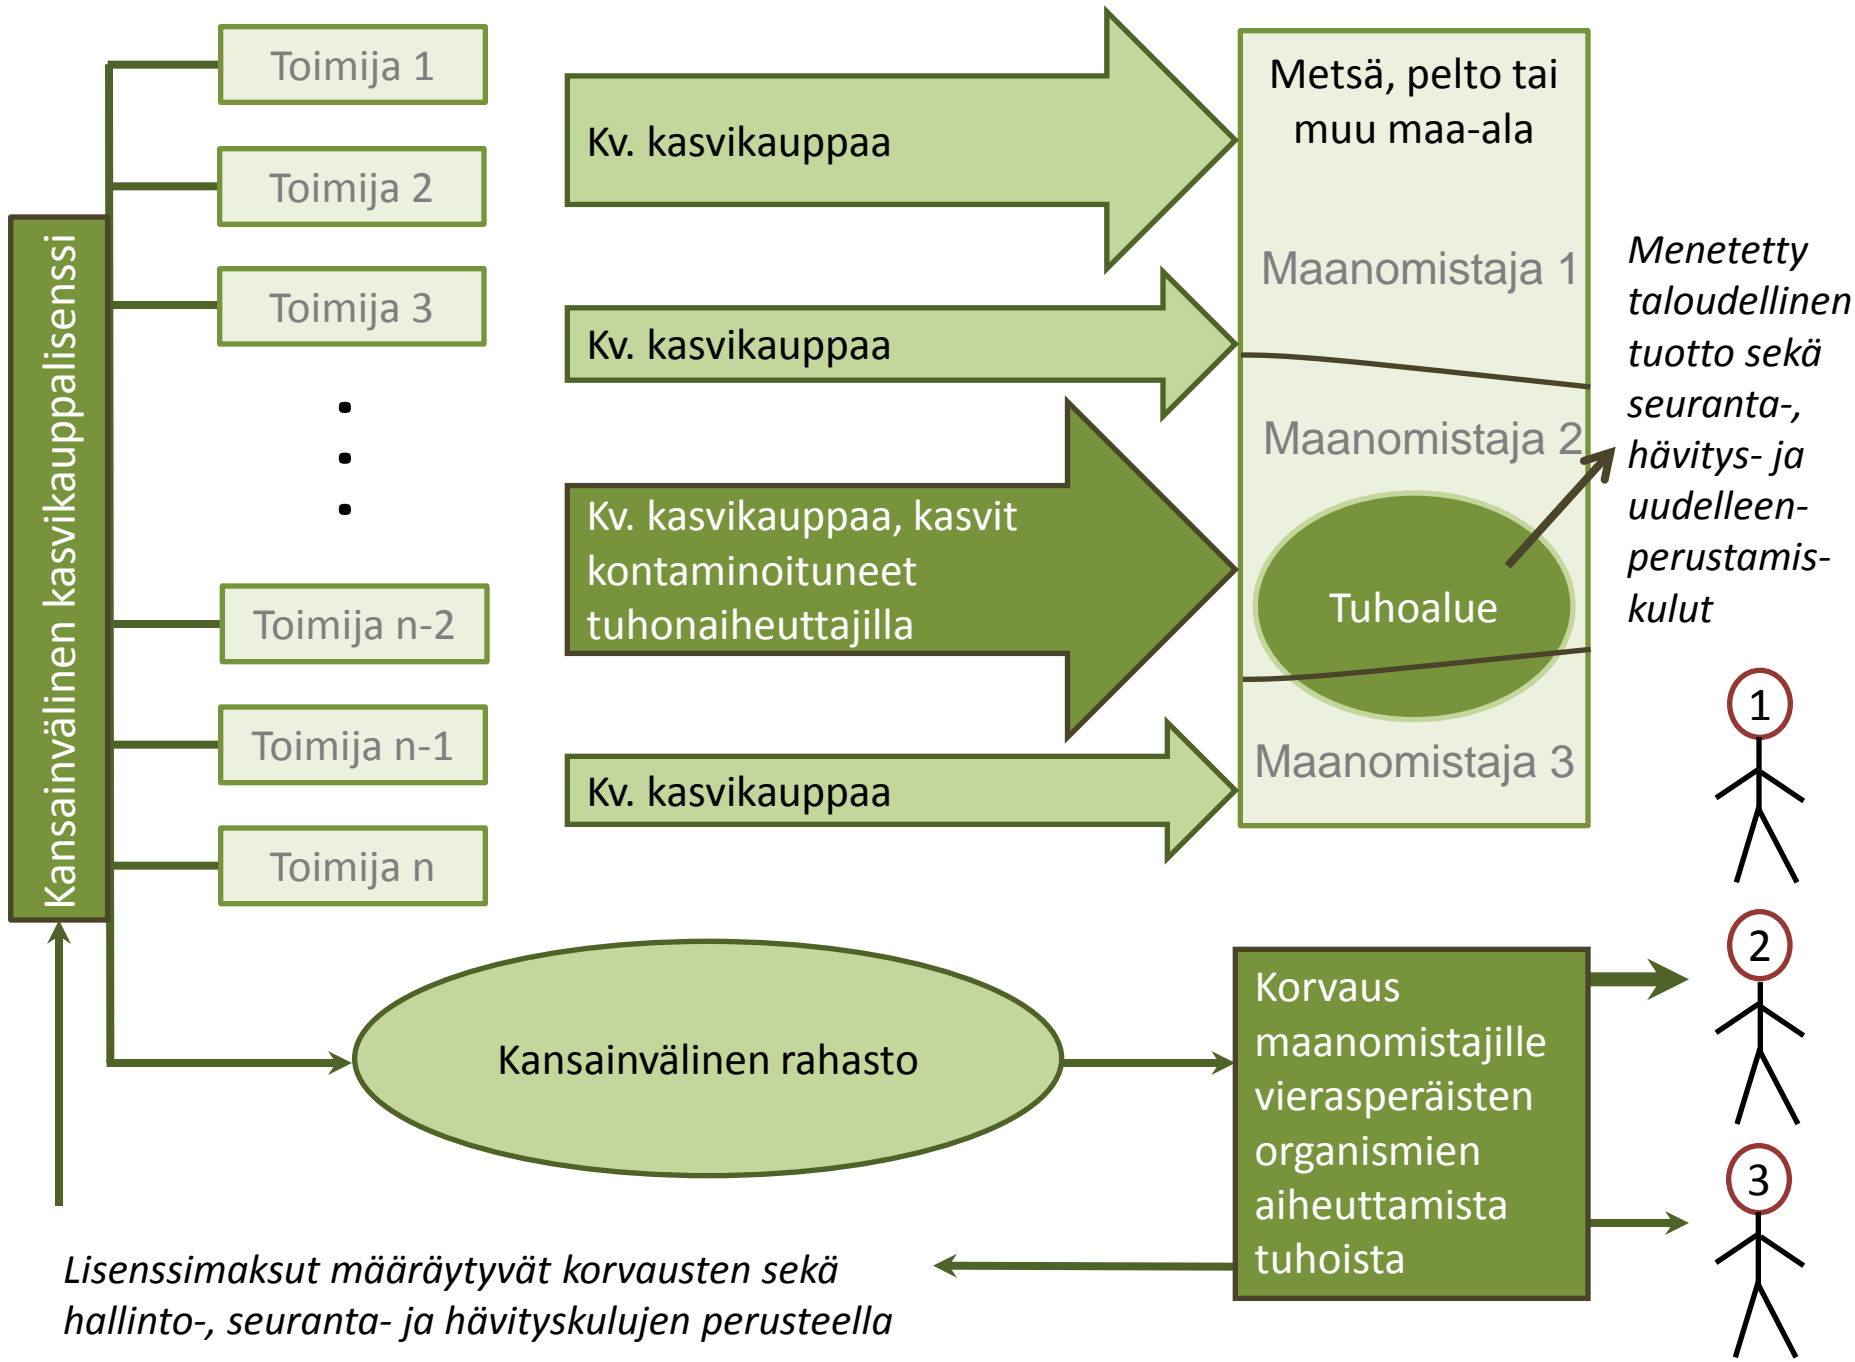 Kansainvälinen kasvikauppalisenssi
Toimija 1
Toimija 2
Toimija 3
Toimija n-2
Toimija n-1
Toimija n
Kv. kasvikauppaa
Kv. kasvikauppaa
Kv. kasvikauppaa, kasvit
kontaminoituneet
tuhonaiheuttajilla
Kv. kasvikauppaa
Metsä, pelto tai
muu maa-ala
Maanomistaja 1
Maanomistaja 2
Tuhoalue
Maanomistaja 3
Menetetty
taloudellinen
tuotto sekä
seuranta-,
hävitys- ja
uudelleen-
perustamis-
kulut
1
2
3
Kansainvälinen rahasto
Korvaus
maanomistajille
vierasperäisten
organismien
aiheuttamista
tuhoista
Lisenssimaksut määräytyvät korvausten sekä
hallinto-, seuranta- ja hävityskulujen perusteella